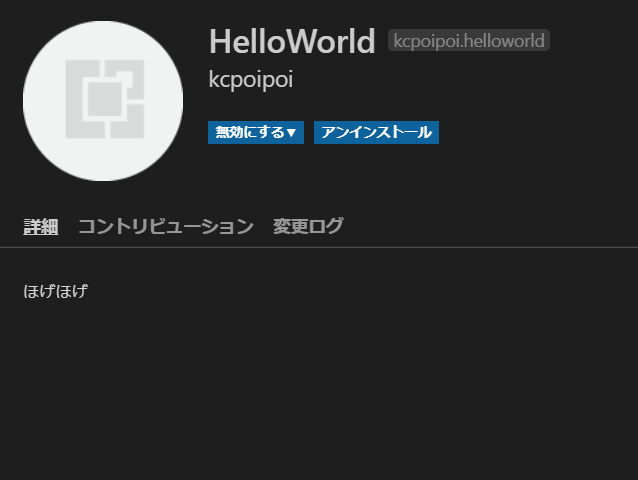 HelloWorld kcpoipoi.helloworld
kcpoipoi
無効にする▼ アンインストール
詳細 コントリビューション 変更ログ
ほげほげ